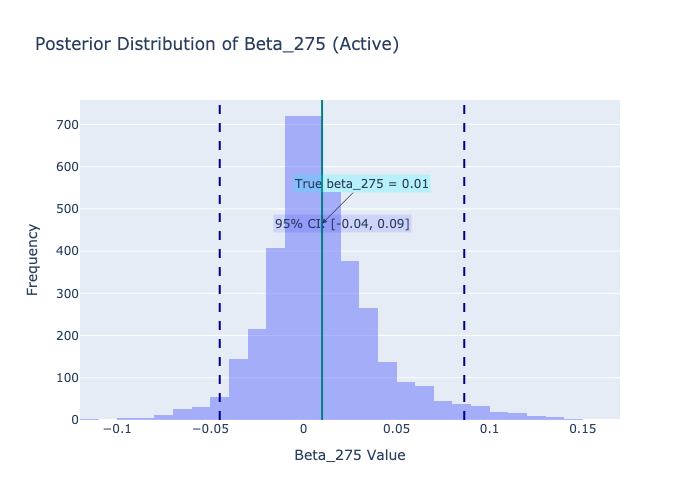 Posterior Distribution of Beta_275 (Active)
700
600
500
400
300
200
100
0
Frequency
True beta_275 = 0.01
95% CI: [-0.04, 0.09]
−0.1
−0.05
0
0.05
0.1
0.15
Beta_275 Value